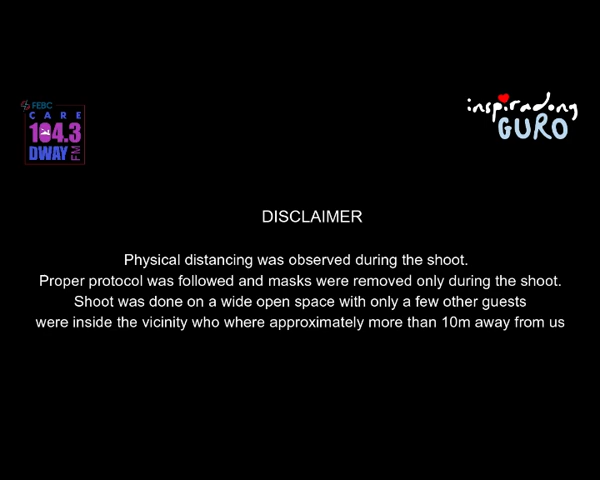 FEBC
CARE
104.3
DWAY FM
inspiradong
GURO
DISCLAIMER
Physical distancing was observed during the shoot.
Proper protocol was followed and masks were removed only during the shoot.
Shoot was done on a wide open space with only a few other guests
were inside the vicinity who where approximately more than 10m away from us